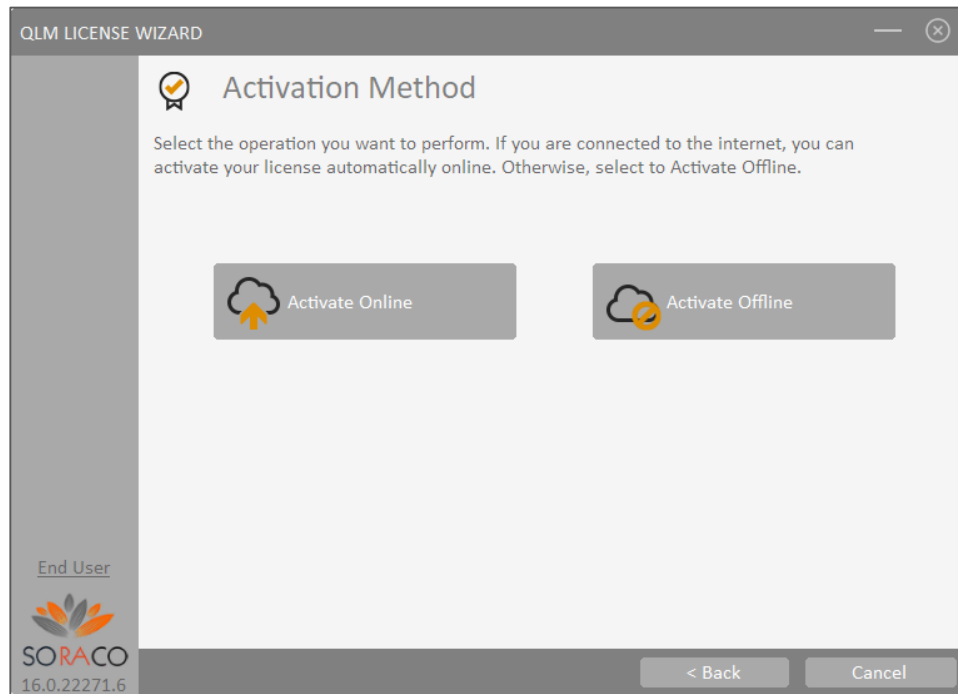 QLM LICENSE WIZARD
Activation Method
Select the operation you want to perform. If you are connected to the internet, you can
activate your license automatically online. Otherwise, select to Activate Offline.
Activate Online
Activate Offline
End User
SORACO
16.0.22271.6
< Back
Cancel